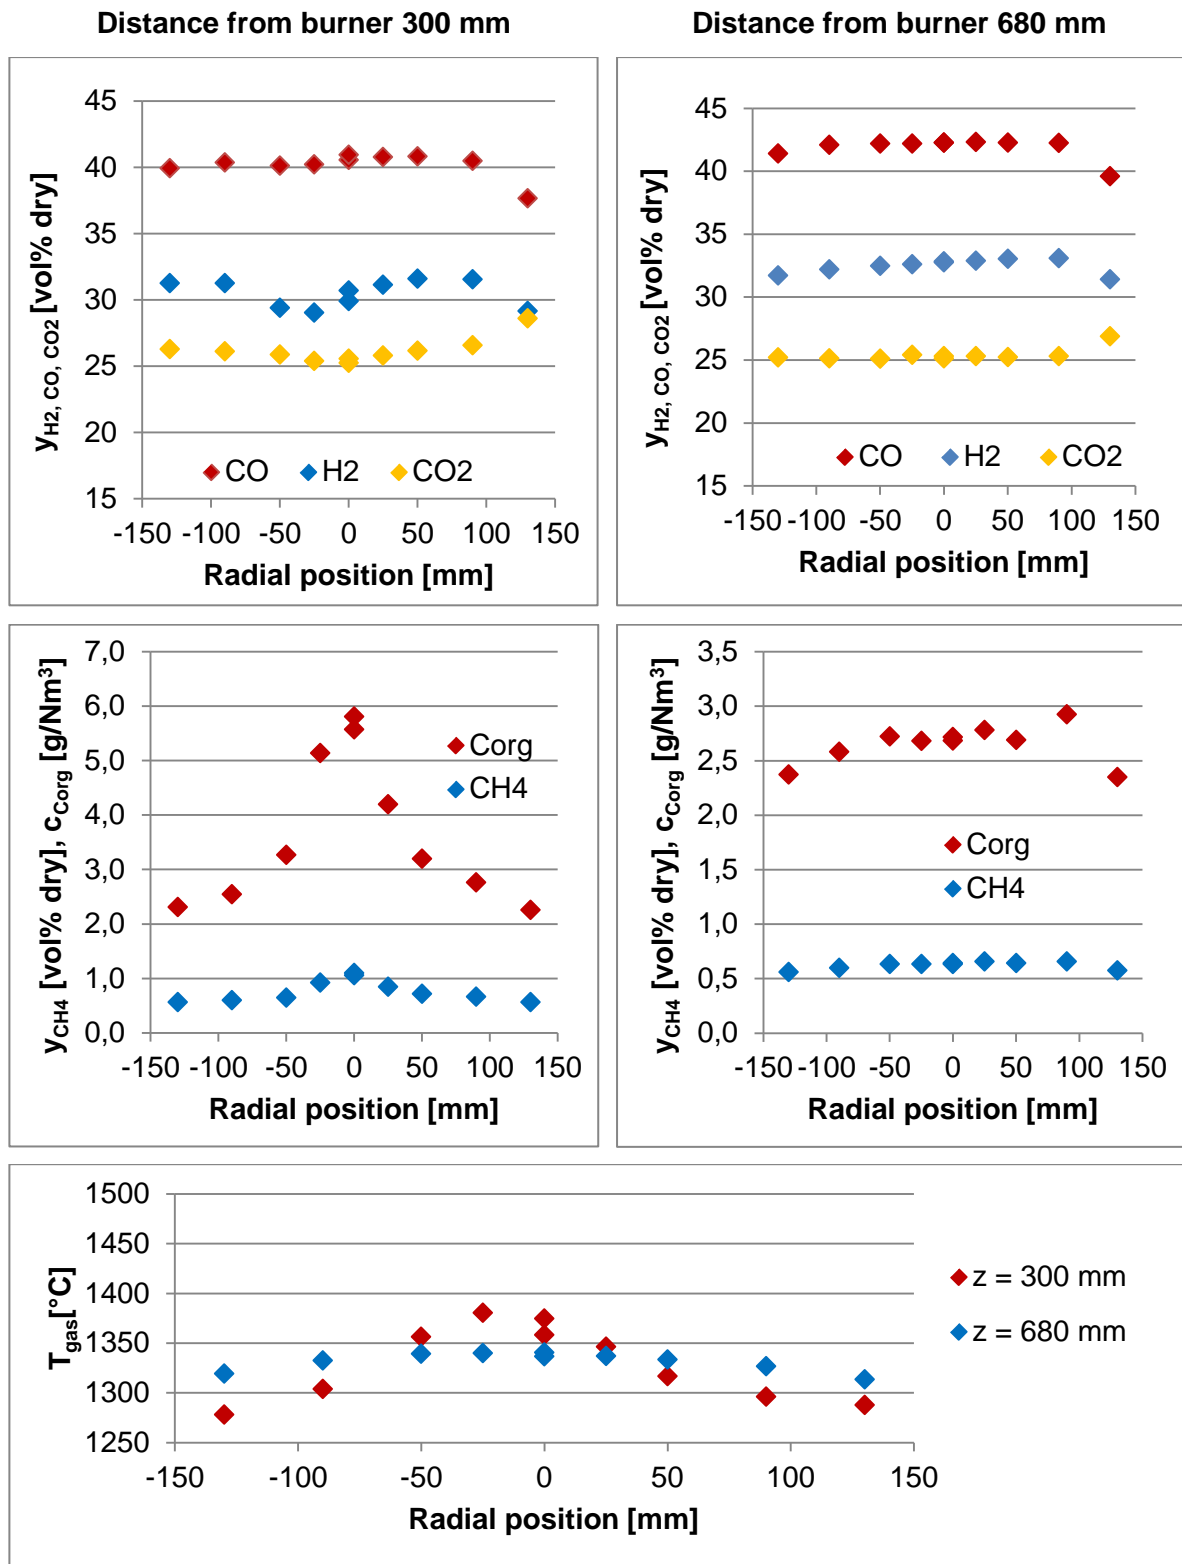 Distance from burner 300 mm
Distance from burner 680 mm
45
40
35
30
25
20
15
y_H2, CO, CO2 [vol% dry]
CO H2 CO2
-150 -100 -50 0 50 100 150
Radial position [mm]
45
40
35
30
25
20
15
y_H2, CO, CO2 [vol% dry]
CO H2 CO2
-150 -100 -50 0 50 100 150
Radial position [mm]
7,0
6,0
5,0
4,0
3,0
2,0
1,0
0,0
y_CH4 [vol% dry], c_Corg [g/Nm³]
Corg
CH4
-150 -100 -50 0 50 100 150
Radial position [mm]
3,5
3,0
2,5
2,0
1,5
1,0
0,5
0,0
y_CH4 [vol% dry], c_Corg [g/Nm³]
Corg
CH4
-150 -100 -50 0 50 100 150
Radial position [mm]
1500
1450
1400
1350
1300
1250
T_gas[°C]
z = 300 mm
z = 680 mm
-150 -100 -50 0 50 100 150
Radial position [mm]